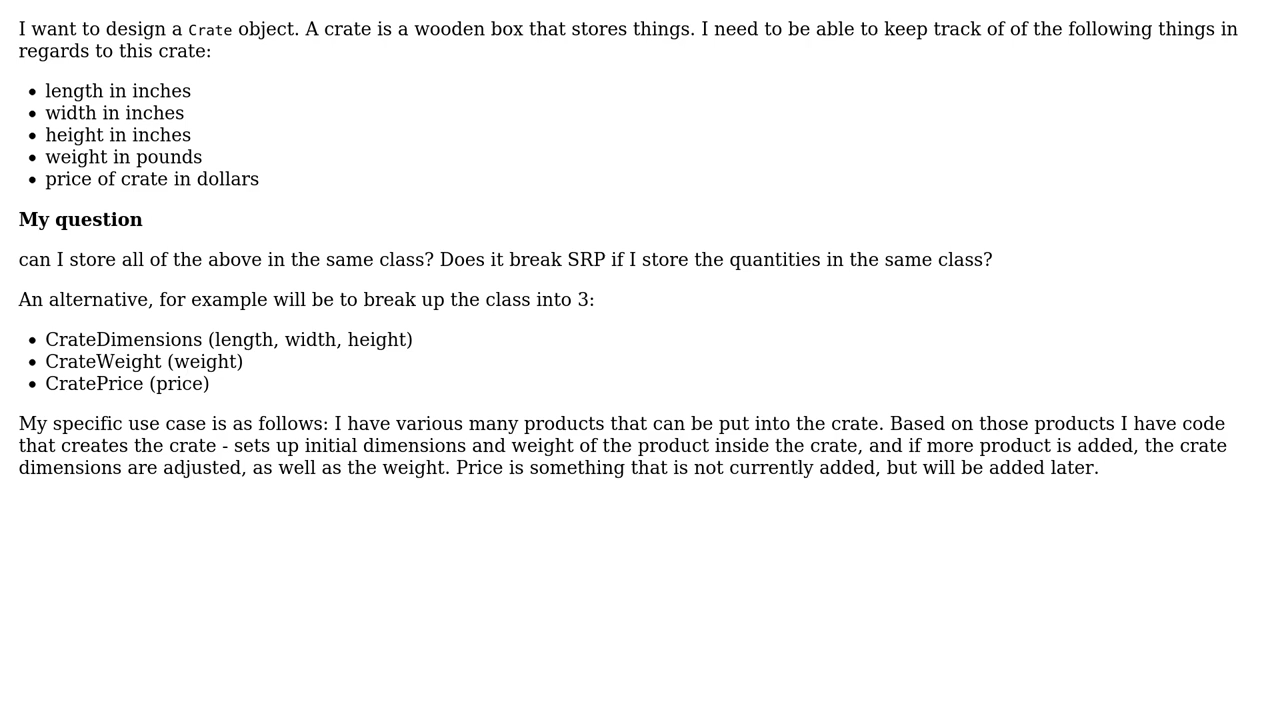 I want to design a Crate object. A crate is a wooden box that stores things. I need to be able to keep track of of the following things in
regards to this crate:
• length in inches
• width in inches
• height in inches
• weight in pounds
• price of crate in dollars
My question
can I store all of the above in the same class? Does it break SRP if I store the quantities in the same class?
An alternative, for example will be to break up the class into 3:
• CrateDimensions (length, width, height)
• CrateWeight (weight)
• CratePrice (price)
My specific use case is as follows: I have various many products that can be put into the crate. Based on those products I have code
that creates the crate - sets up initial dimensions and weight of the product inside the crate, and if more product is added, the crate
dimensions are adjusted, as well as the weight. Price is something that is not currently added, but will be added later.